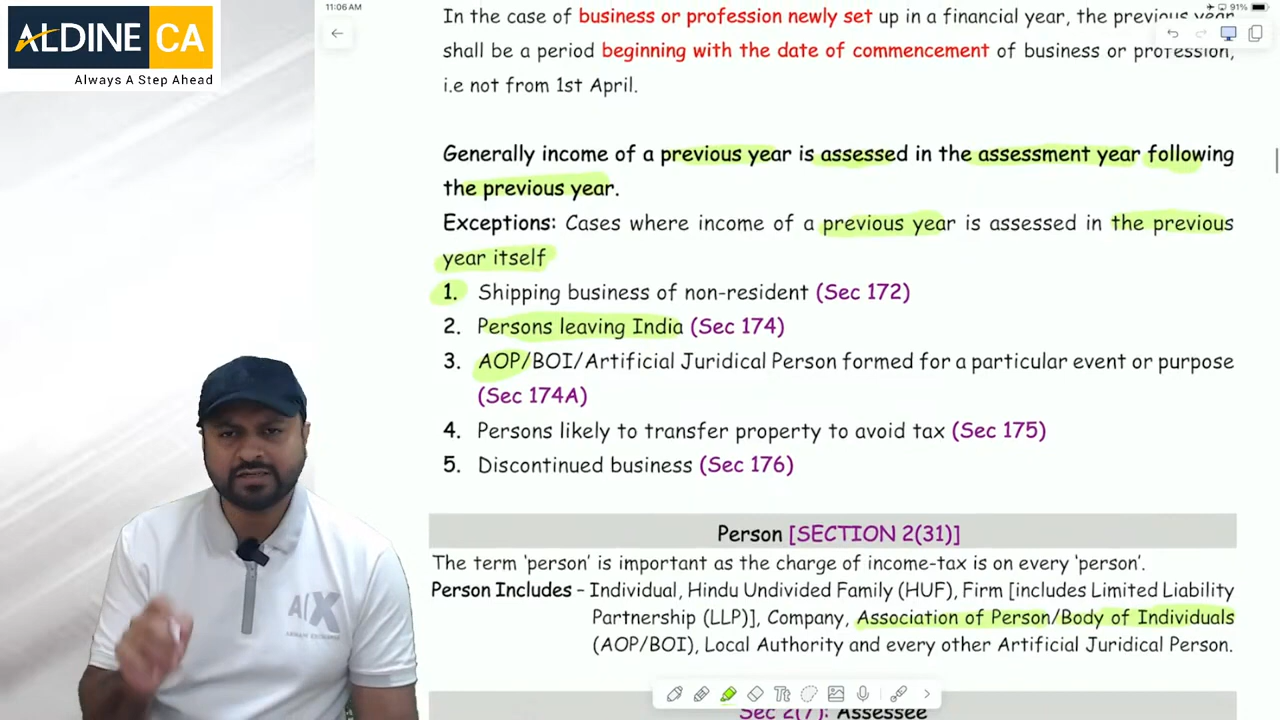 11:06 AM
91%
ALDINE CA
Always A Step Ahead
In the case of business or profession newly set up in a financial year, the previous year
shall be a period beginning with the date of commencement of business or profession,
i.e not from 1st April.
Generally income of a previous year is assessed in the assessment year following
the previous year.
Exceptions: Cases where income of a previous year is assessed in the previous
year itself
1. Shipping business of non-resident (Sec 172)
2. Persons leaving India (Sec 174)
3. AOP/BOI/Artificial Juridical Person formed for a particular event or purpose
(Sec 174A)
4. Persons likely to transfer property to avoid tax (Sec 175)
5. Discontinued business (Sec 176)
Person [SECTION 2(31)]
The term 'person' is important as the charge of income-tax is on every 'person'.
Person Includes – Individual, Hindu Undivided Family (HUF), Firm [includes Limited Liability
Partnership (LLP)], Company, Association of Person/Body of Individuals
(AOP/BOI), Local Authority and every other Artificial Juridical Person.
Sec 2(7): Assessee
A|X
ARMANI EXCHANGE
Tt